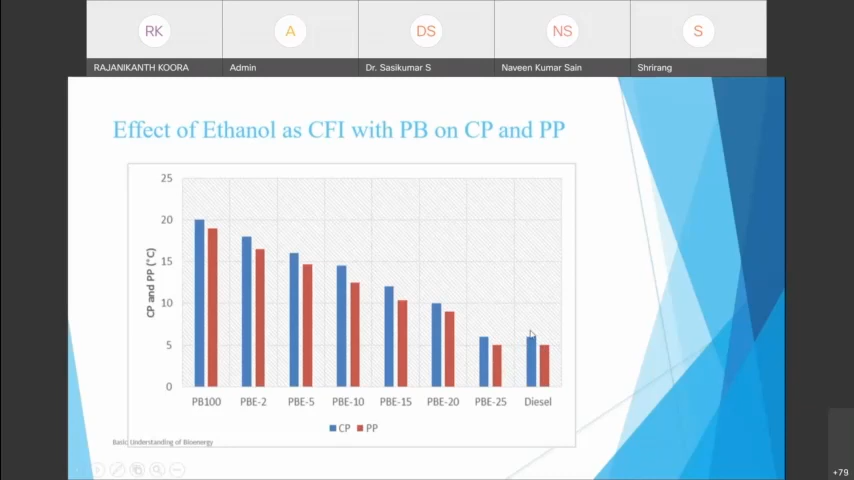 RK
A
DS
NS
S
RAJANIKANTH KOORA
Admin
Dr. Sasikumar S
Naveen Kumar Sain
Shrirang
Effect of Ethanol as CFI with PB on CP and PP
25
20
15
10
5
0
CP and PP (°C)
PB100 PBE-2 PBE-5 PBE-10 PBE-15 PBE-20 PBE-25 Diesel
CP PP
Basic Understanding of Bioenergy
+79